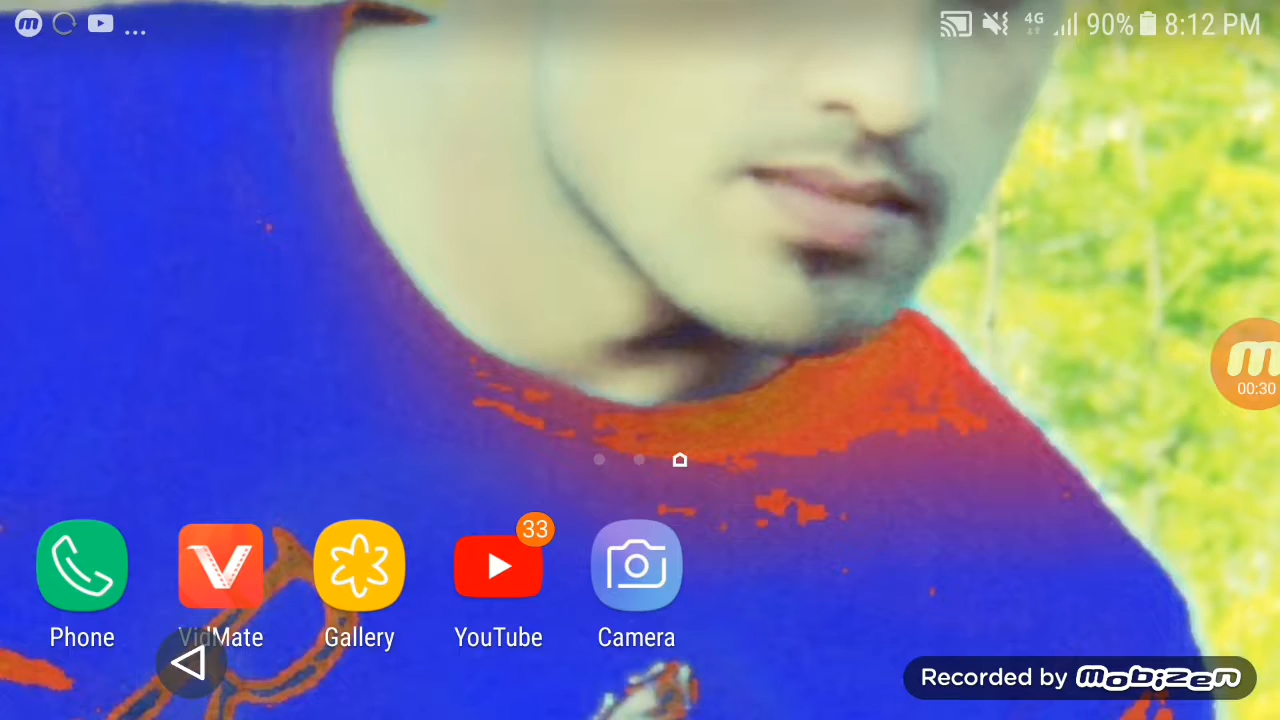 4G 90% 8:12 PM
00:30
33
Phone VidMate Gallery YouTube Camera
Recorded by mobizen